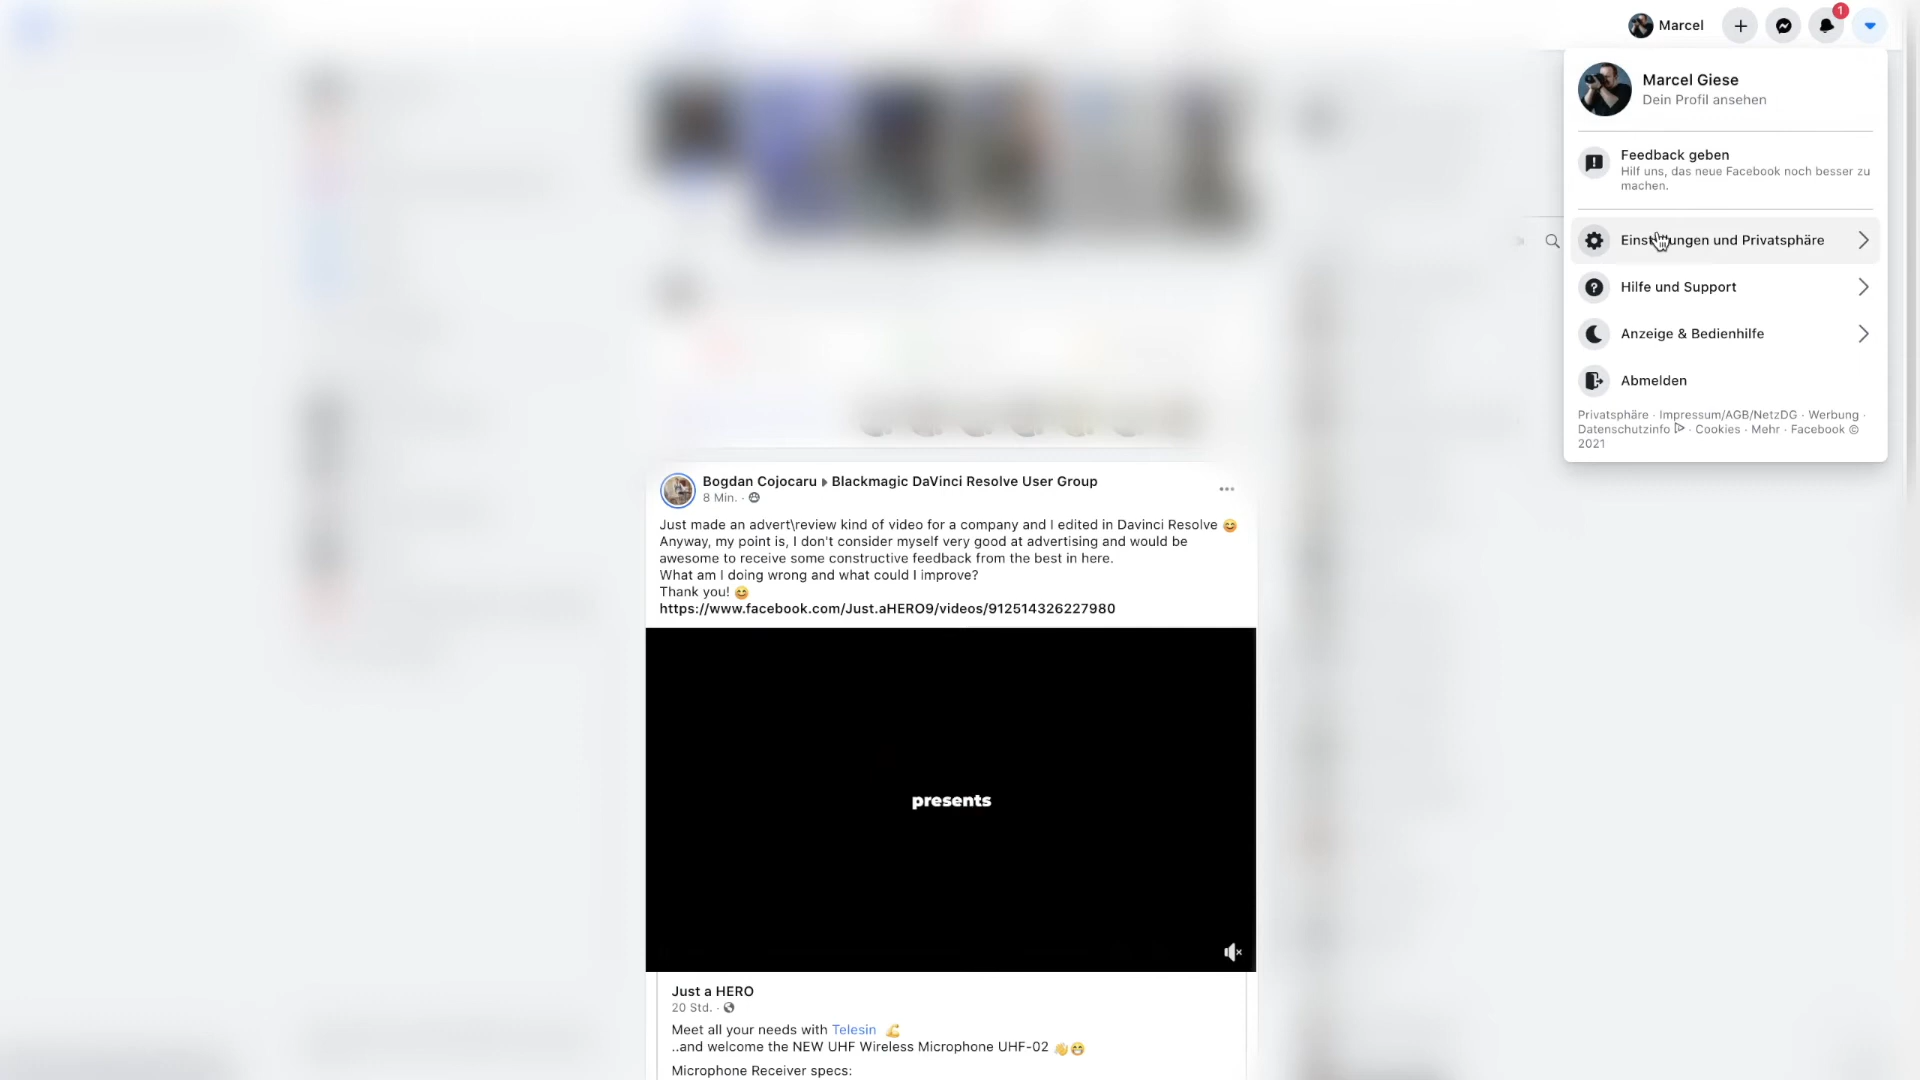 Marcel
1
Marcel Giese
Dein Profil ansehen
Feedback geben
Hilf uns, das neue Facebook noch besser zu
machen.
Einst ungen und Privatsphäre
Hilfe und Support
Anzeige & Bedienhilfe
Abmelden
Privatsphäre · Impressum/AGB/NetzDG · Werbung ·
Datenschutzinfo · Cookies · Mehr · Facebook ©
2021
Bogdan Cojocaru Blackmagic DaVinci Resolve User Group
8 Min. ·
Just made an advert\review kind of video for a company and I edited in Davinci Resolve 😊
Anyway, my point is, I don't consider myself very good at advertising and would be
awesome to receive some constructive feedback from the best in here.
What am I doing wrong and what could I improve?
Thank you! 😊
https://www.facebook.com/Just.aHERO9/videos/912514326227980
presents
Just a HERO
20 Std. ·
Meet all your needs with Telesin 💪
..and welcome the NEW UHF Wireless Microphone UHF-02 👏😁
Microphone Receiver specs: